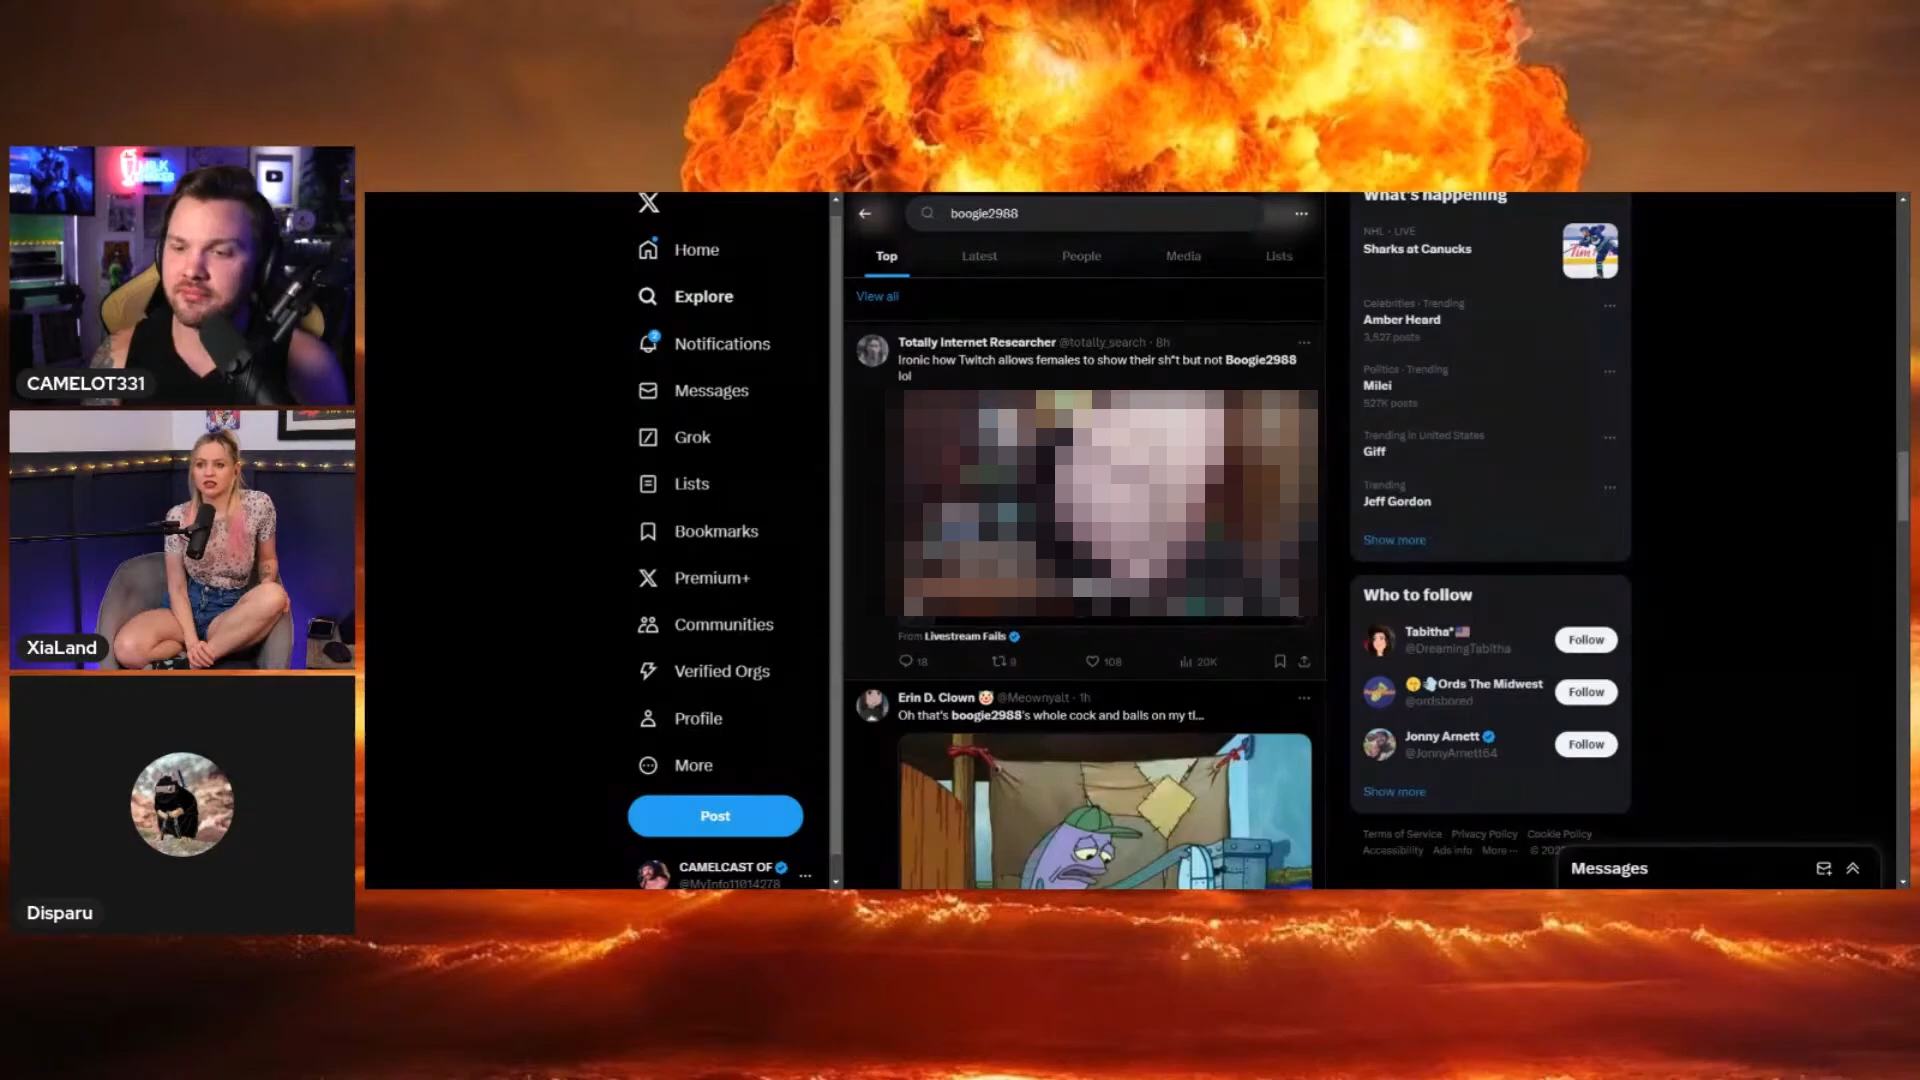 CAMELOT331
XiaLand
Disparu
Home
Explore
2
Notifications
Messages
Grok
Lists
Bookmarks
Premium+
Communities
Verified Orgs
Profile
More
Post
CAMELCAST OF
@MyInfo11014278
boogie2988
Top Latest People Media Lists
View all
Totally Internet Researcher @totally_search · 8h
Ironic how Twitch allows females to show their sh*t but not Boogie2988
lol
From Livestream Fails
18 9 108 20K
Erin D. Clown @Meownyalt · 1h
Oh that's boogie2988's whole cock and balls on my tl...
What's happening
NHL · LIVE
Sharks at Canucks
Celebrities · Trending
Amber Heard
3,527 posts
Politics · Trending
Milei
527K posts
Trending in United States
Giff
Trending
Jeff Gordon
Show more
Who to follow
Tabitha*
@DreamingTabitha
Follow
Ords The Midwest
@ordsbored
Follow
Jonny Arnett
@JonnyArnett64
Follow
Show more
Terms of Service Privacy Policy Cookie Policy
Accessibility Ads info More ··· ©
Messages